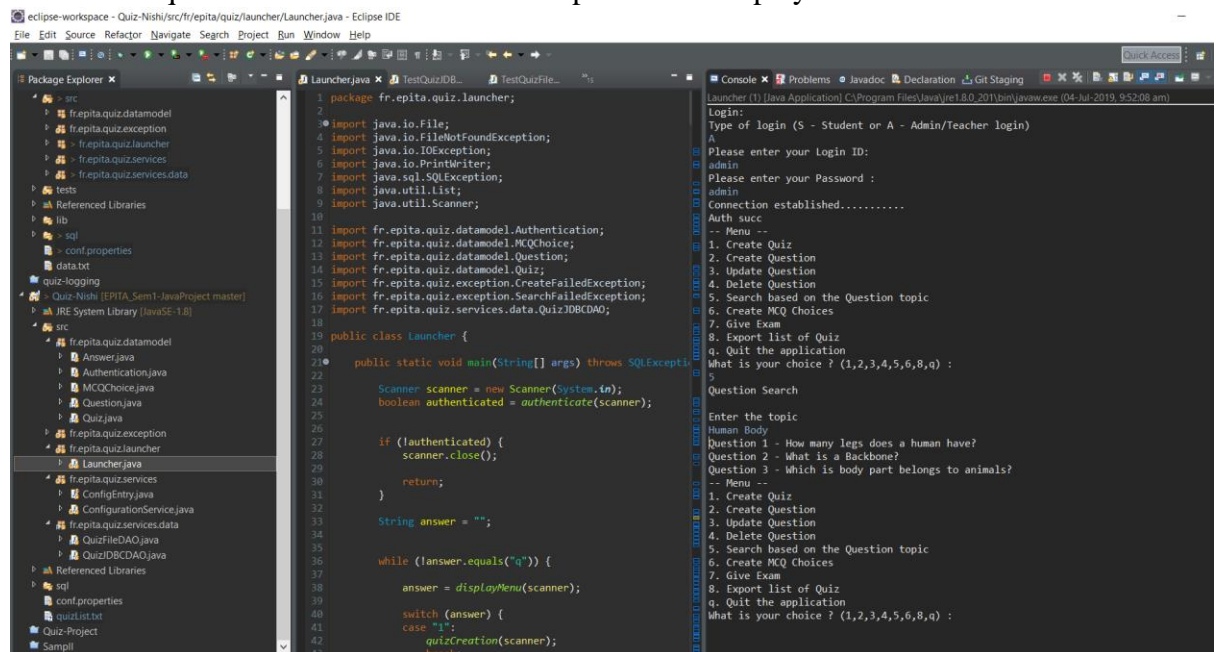 eclipse-workspace - Quiz-Nishi/src/fr/epita/quiz/launcher/Launcher.java - Eclipse IDE
File Edit Source Refactor Navigate Search Project Run Window Help
Quick Access
Package Explorer
> src
fr.epita.quiz.datamodel
fr.epita.quiz.exception
> fr.epita.quiz.launcher
> fr.epita.quiz.services
> fr.epita.quiz.services.data
tests
Referenced Libraries
lib
> sql
> conf.properties
data.txt
quiz-logging
> Quiz-Nishi [EPITA_Sem1-JavaProject master]
JRE System Library [JavaSE-1.8]
src
fr.epita.quiz.datamodel
Answer.java
Authentication.java
MCQChoice.java
Question.java
Quiz.java
fr.epita.quiz.exception
fr.epita.quiz.launcher
Launcher.java
fr.epita.quiz.services
ConfigEntry.java
ConfigurationService.java
fr.epita.quiz.services.data
QuizFileDAO.java
QuizJDBCDAO.java
Referenced Libraries
sql
conf.properties
quizList.txt
Quiz-Project
Sampll
Launcher.java TestQuizJDB... TestQuizFile... 15
1 package fr.epita.quiz.launcher;
2
3 import java.io.File;
4 import java.io.FileNotFoundException;
5 import java.io.IOException;
6 import java.io.PrintWriter;
7 import java.sql.SQLException;
8 import java.util.List;
9 import java.util.Scanner;
10
11 import fr.epita.quiz.datamodel.Authentication;
12 import fr.epita.quiz.datamodel.MCQChoice;
13 import fr.epita.quiz.datamodel.Question;
14 import fr.epita.quiz.datamodel.Quiz;
15 import fr.epita.quiz.exception.CreateFailedException;
16 import fr.epita.quiz.exception.SearchFailedException;
17 import fr.epita.quiz.services.data.QuizJDBCDAO;
18
19 public class Launcher {
20
21 public static void main(String[] args) throws SQLExcepti
22
23 Scanner scanner = new Scanner(System.in);
24 boolean authenticated = authenticate(scanner);
25
26
27 if (!authenticated) {
28 scanner.close();
29
30 return;
31 }
32
33 String answer = "";
34
35
36 while (!answer.equals("q")) {
37
38 answer = displayMenu(scanner);
39
40 switch (answer) {
41 case "1":
42 quizCreation(scanner);
Console Problems Javadoc Declaration Git Staging
Launcher (1) [Java Application] C:\Program Files\Java\jre1.8.0_201\bin\javaw.exe (04-Jul-2019, 9:52:08 am)
Login:
Type of login (S - Student or A - Admin/Teacher login)
A
Please enter your Login ID:
admin
Please enter your Password :
admin
Connection established...........
Auth succ
-- Menu --
1. Create Quiz
2. Create Question
3. Update Question
4. Delete Question
5. Search based on the Question topic
6. Create MCQ Choices
7. Give Exam
8. Export list of Quiz
q. Quit the application
What is your choice ? (1,2,3,4,5,6,8,q) :
5
Question Search
Enter the topic
Human Body
Question 1 - How many legs does a human have?
Question 2 - What is a Backbone?
Question 3 - Which is body part belongs to animals?
-- Menu --
1. Create Quiz
2. Create Question
3. Update Question
4. Delete Question
5. Search based on the Question topic
6. Create MCQ Choices
7. Give Exam
8. Export list of Quiz
q. Quit the application
What is your choice ? (1,2,3,4,5,6,8,q) :